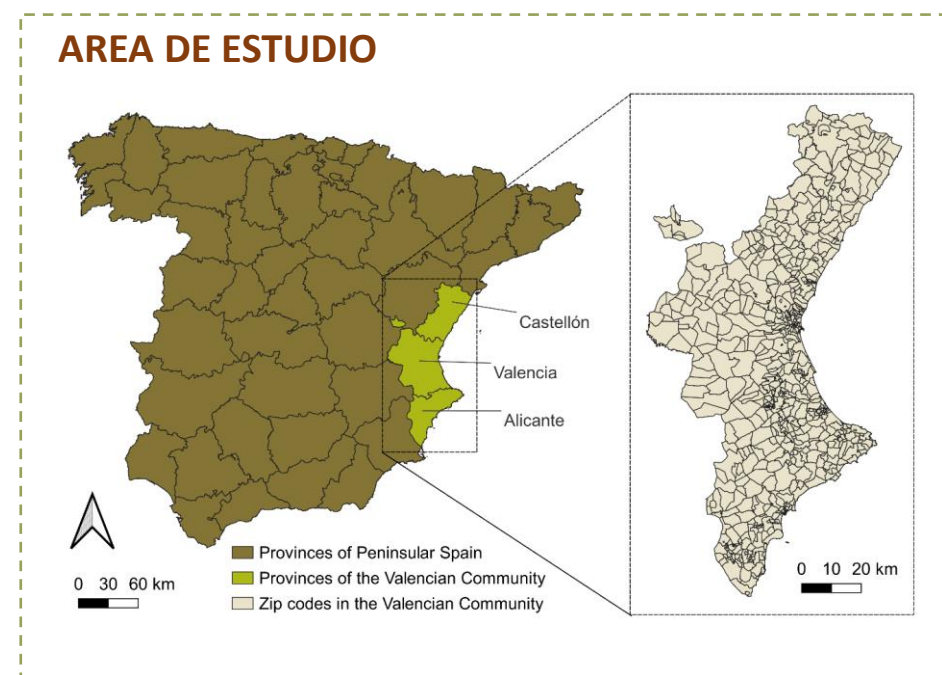 AREA DE ESTUDIO
Castellón
Valencia
Alicante
Provinces of Peninsular Spain
Provinces of the Valencian Community
Zip codes in the Valencian Community
0 30 60 km
0 10 20 km